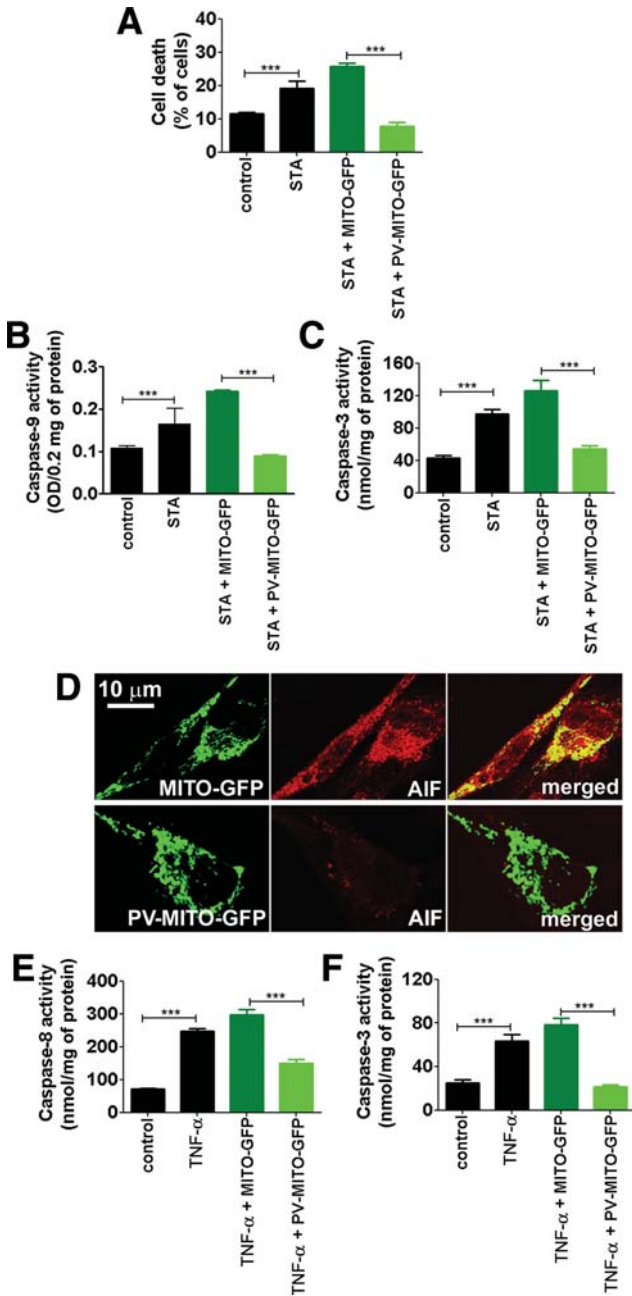 A
Cell death
(% of cells)
40
30
20
10
0
***
***
control
STA
STA + MITO-GFP
STA + PV-MITO-GFP
B
Caspase-9 activity
(OD/0.2 mg of protein)
0.3
0.2
0.1
0.0
***
***
control
STA
STA + MITO-GFP
STA + PV-MITO-GFP
C
Caspase-3 activity
(nmol/mg of protein)
160
120
80
40
0
***
***
control
STA
STA + MITO-GFP
STA + PV-MITO-GFP
D
10 μm
MITO-GFP
AIF
merged
PV-MITO-GFP
AIF
merged
E
Caspase-8 activity
(nmol/mg of protein)
400
300
200
100
0
***
***
control
TNF-α
TNF-α + MITO-GFP
TNF-α + PV-MITO-GFP
F
Caspase-3 activity
(nmol/mg of protein)
120
80
40
0
***
***
control
TNF-α
TNF-α + MITO-GFP
TNF-α + PV-MITO-GFP